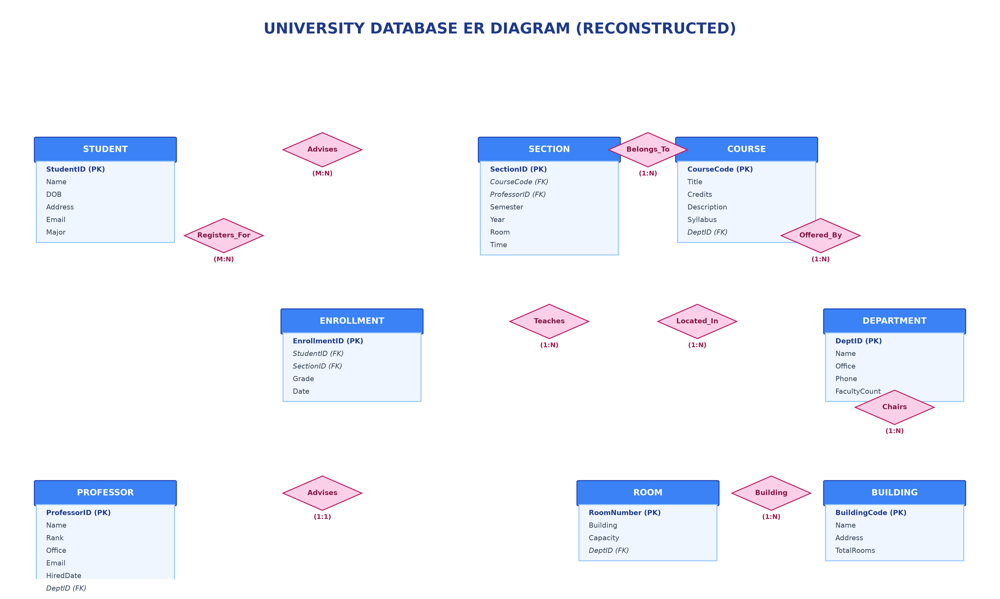 UNIVERSITY DATABASE ER DIAGRAM (RECONSTRUCTED)
STUDENT
StudentID (PK)
Name
DOB
Address
Email
Major
Advises
(M:N)
Registers_For
(M:N)
SECTION
SectionID (PK)
CourseCode (FK)
ProfessorID (FK)
Semester
Year
Room
Time
Belongs_To
(1:N)
COURSE
CourseCode (PK)
Title
Credits
Description
Syllabus
DeptID (FK)
Offered_By
(1:N)
ENROLLMENT
EnrollmentID (PK)
StudentID (FK)
SectionID (FK)
Grade
Date
Teaches
(1:N)
Located_In
(1:N)
DEPARTMENT
DeptID (PK)
Name
Office
Phone
FacultyCount
Chairs
(1:N)
PROFESSOR
ProfessorID (PK)
Name
Rank
Office
Email
HiredDate
DeptID (FK)
Advises
(1:1)
ROOM
RoomNumber (PK)
Building
Capacity
DeptID (FK)
Building
(1:N)
BUILDING
BuildingCode (PK)
Name
Address
TotalRooms